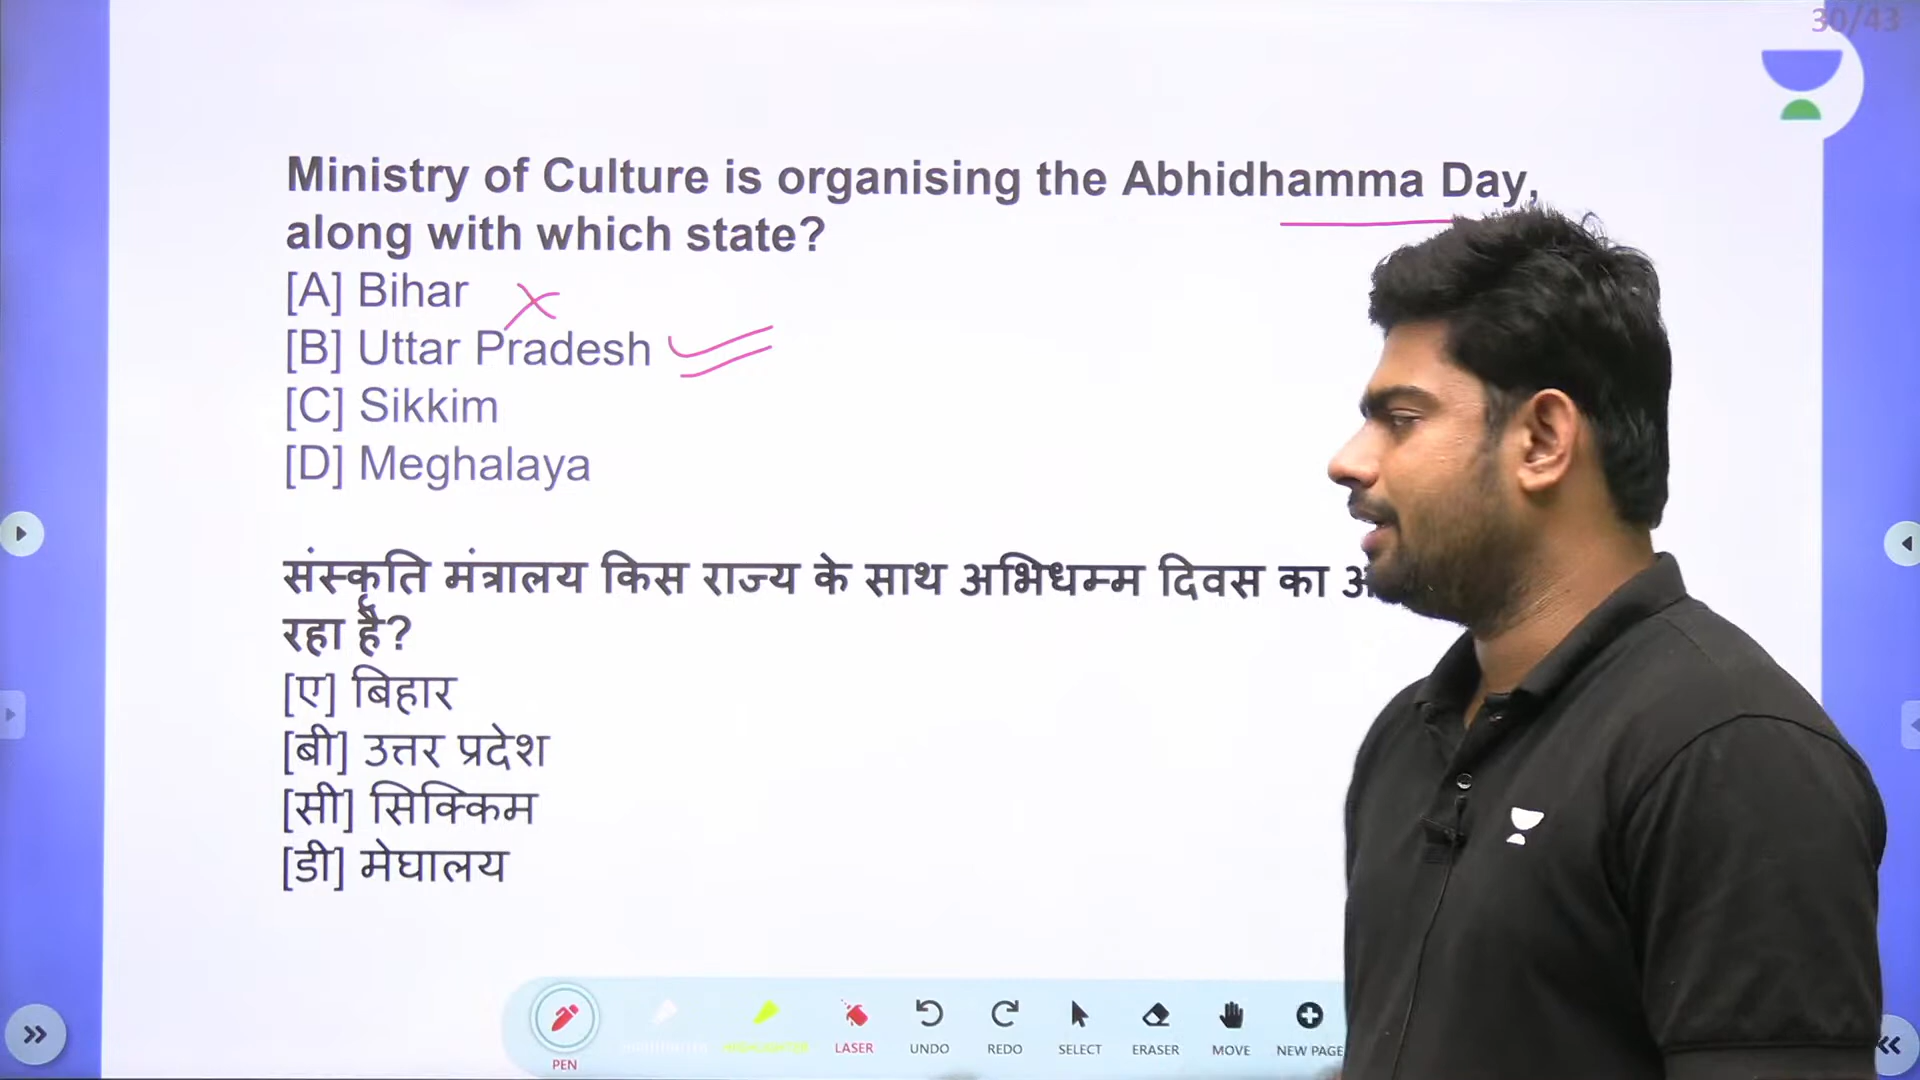 30/43
Ministry of Culture is organising the Abhidhamma Day,
along with which state?
[A] Bihar
[B] Uttar Pradesh
[C] Sikkim
[D] Meghalaya
संस्कृति मंत्रालय किस राज्य के साथ अभिधम्म दिवस का
रहा है?
[ए] बिहार
[बी] उत्तर प्रदेश
[सी] सिक्किम
[डी] मेघालय
PEN HIGHLIGHTER LASER UNDO REDO SELECT ERASER MOVE NEW PAGE